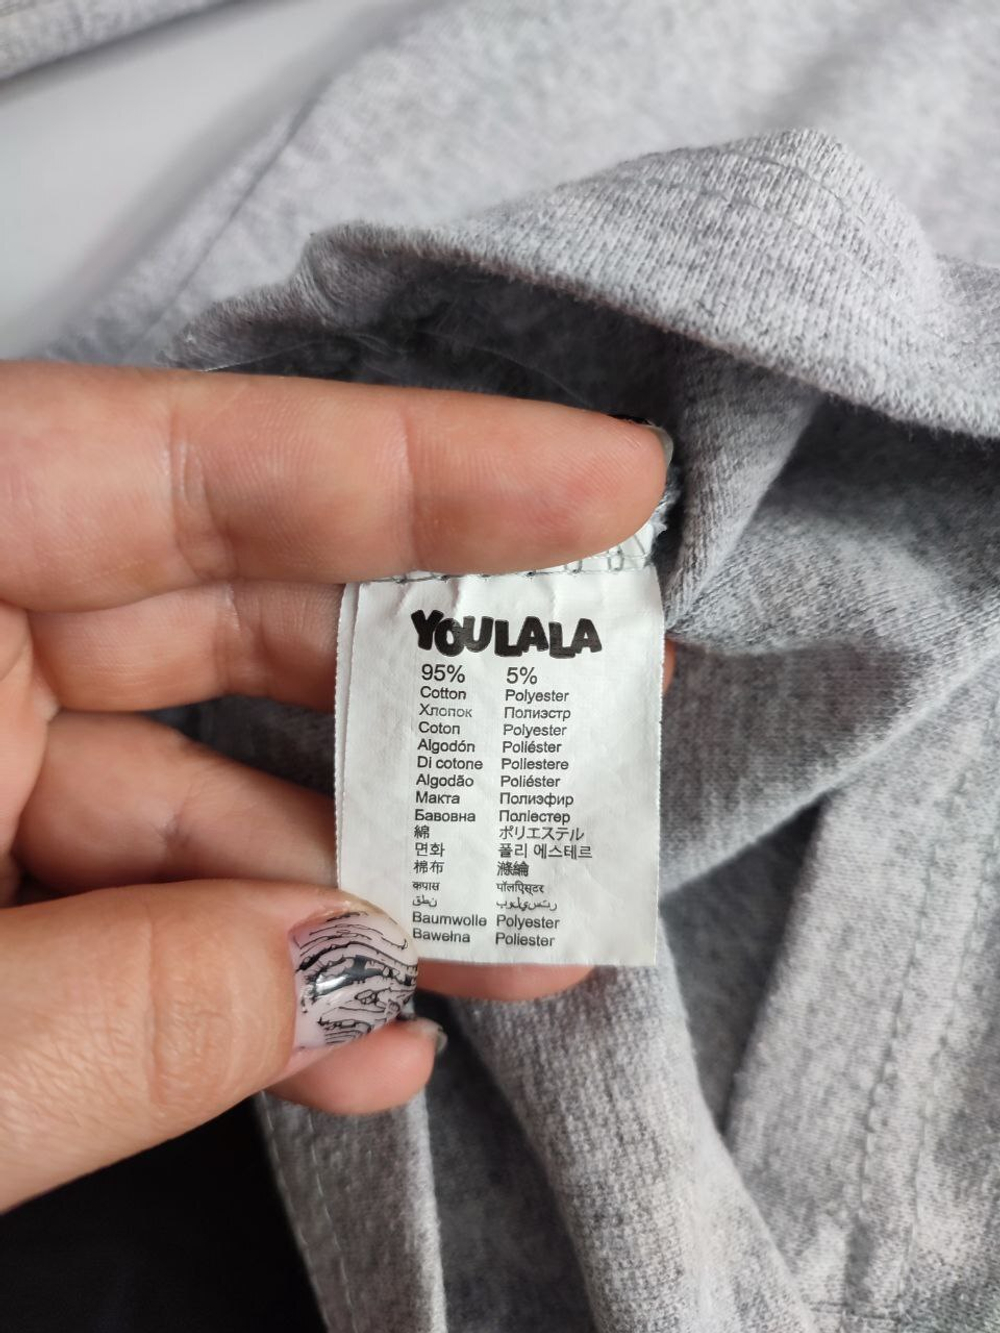 YOULALA
95% 5%
Cotton Polyester
Хлопок Полиэстр
Coton Polyester
Algodón Poliéster
Di cotone Poliestere
Algodão Poliéster
Макта Полиэфир
Бавовна Поліестер
綿 ポリエステル
면화 폴리 에스테르
棉布 滌綸
कपास पॉलिएस्टर
قطن بوليستر
Baumwolle Polyester
Bawełna Poliester